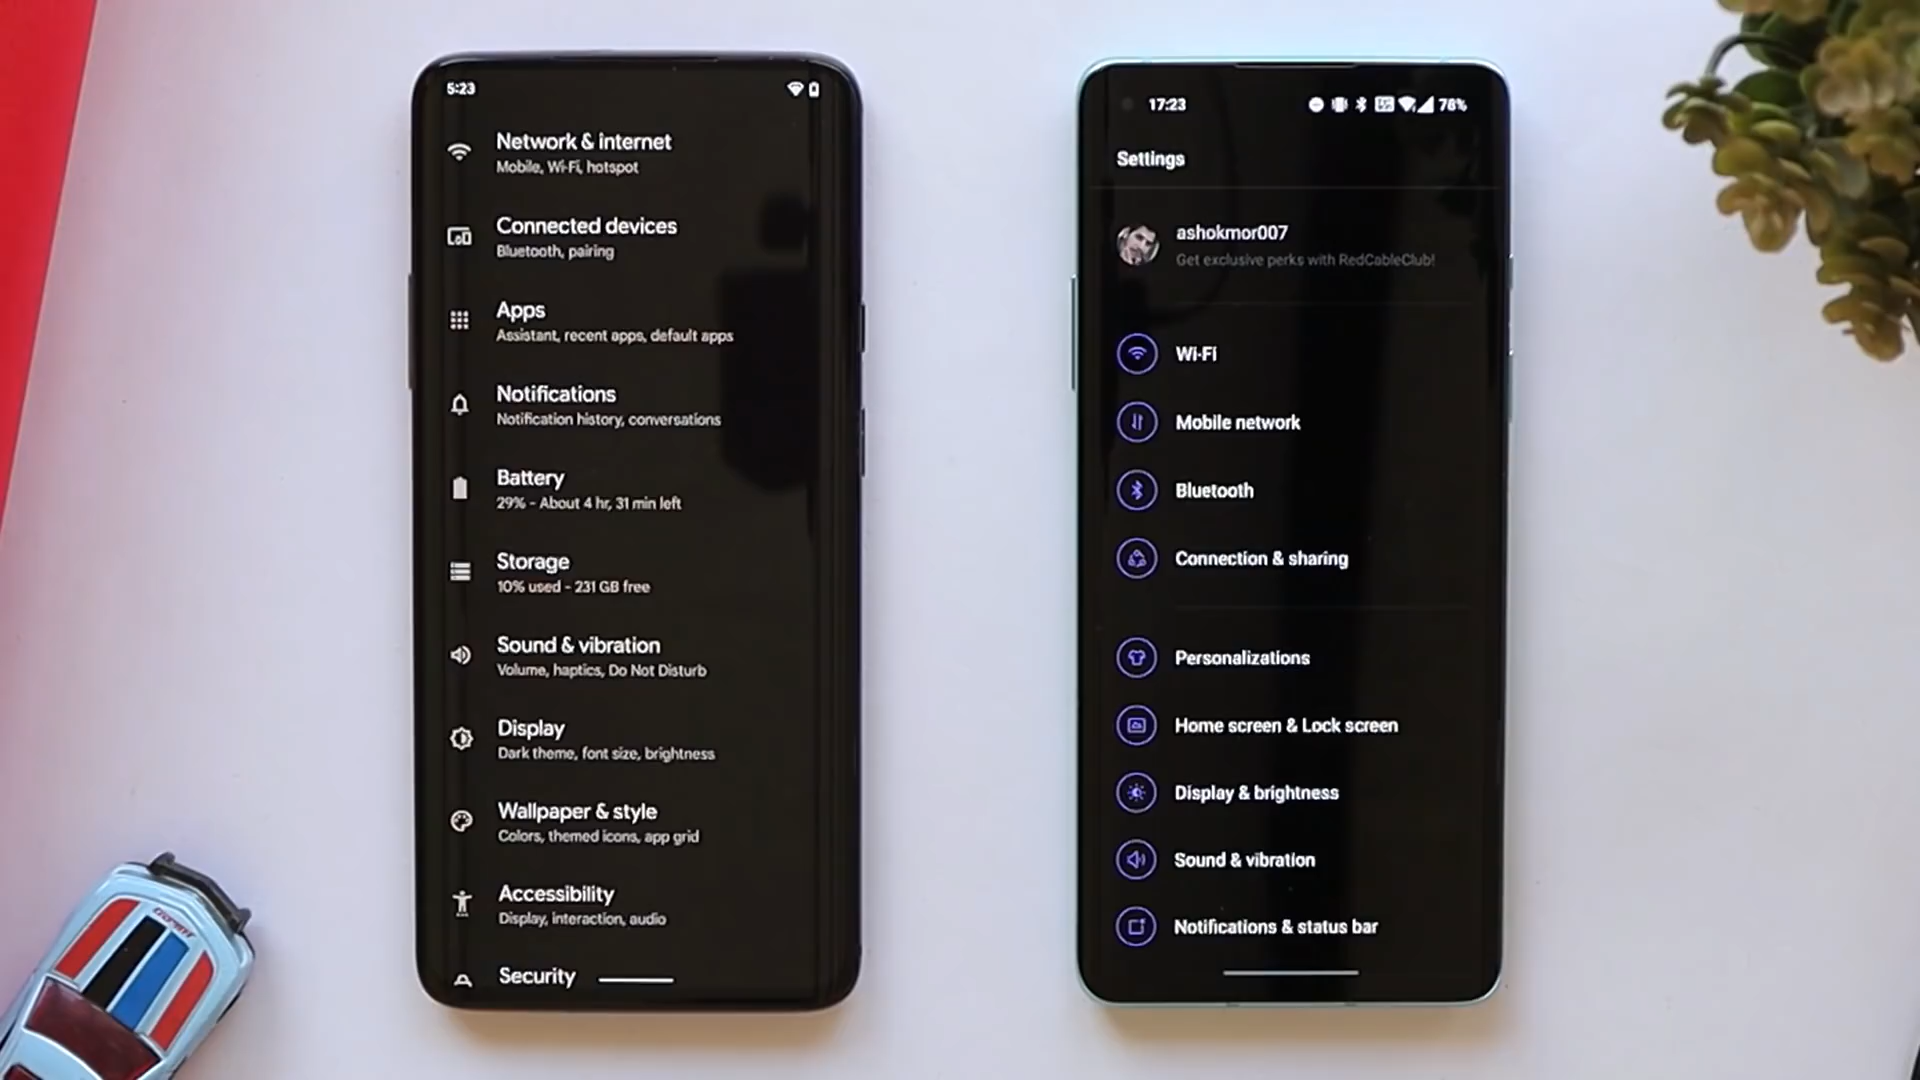 5:23
Network & internet
Mobile, Wi-Fi, hotspot
Connected devices
Bluetooth, pairing
Apps
Assistant, recent apps, default apps
Notifications
Notification history, conversations
Battery
29% - About 4 hr, 31 min left
Storage
10% used - 231 GB free
Sound & vibration
Volume, haptics, Do Not Disturb
Display
Dark theme, font size, brightness
Wallpaper & style
Colors, themed icons, app grid
Accessibility
Display, interaction, audio
Security
17:23
78%
Settings
ashokmor007
Get exclusive perks with RedCableClub!
Wi-Fi
Mobile network
Bluetooth
Connection & sharing
Personalizations
Home screen & Lock screen
Display & brightness
Sound & vibration
Notifications & status bar